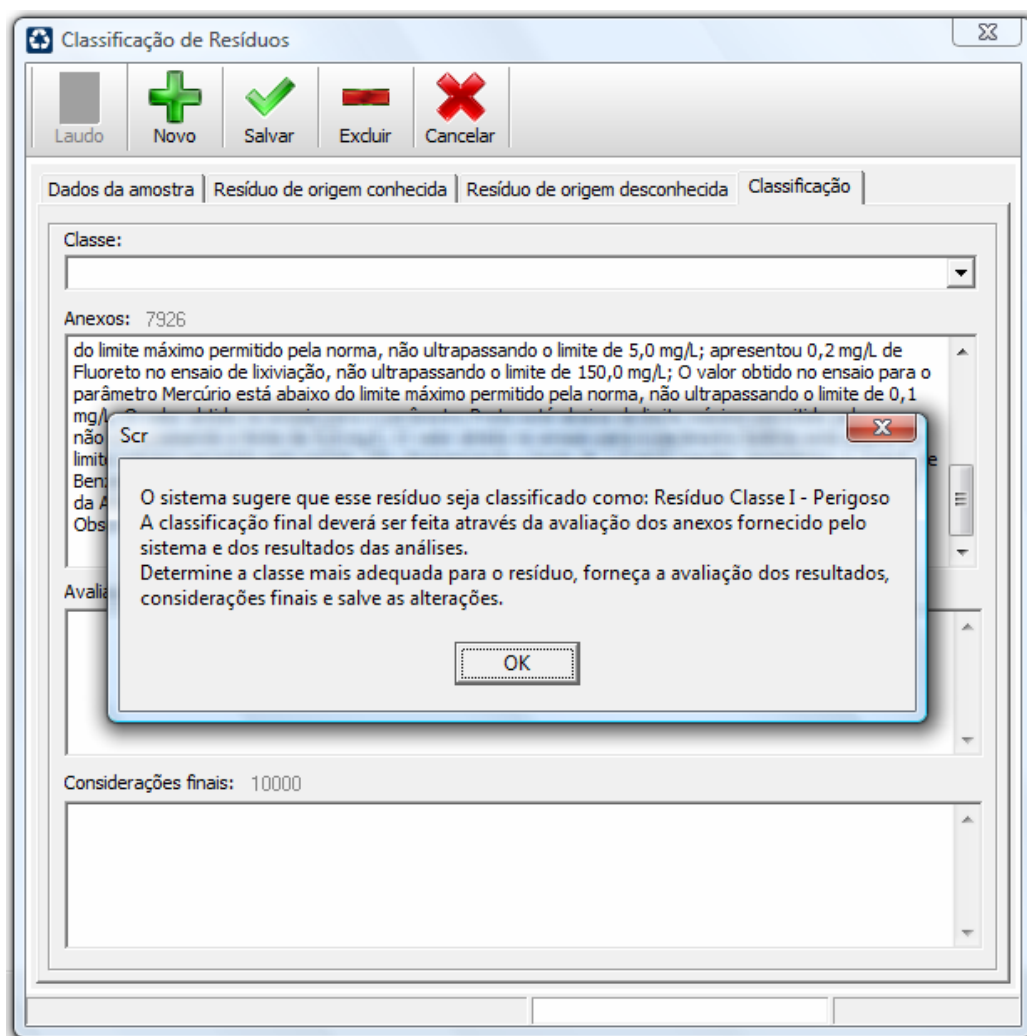 Classificação de Resíduos
Laudo
Novo
Salvar
Excluir
Cancelar
Dados da amostra
Resíduo de origem conhecida
Resíduo de origem desconhecida
Classificação
Classe:
Anexos: 7926
do limite máximo permitido pela norma, não ultrapassando o limite de 5,0 mg/L; apresentou 0,2 mg/L de
Fluoreto no ensaio de lixiviação, não ultrapassando o limite de 150,0 mg/L; O valor obtido no ensaio para o
parâmetro Mercúrio está abaixo do limite máximo permitido pela norma, não ultrapassando o limite de 0,1
não
da A
Scr
O sistema sugere que esse resíduo seja classificado como: Resíduo Classe I - Perigoso
A classificação final deverá ser feita através da avaliação dos anexos fornecido pelo
sistema e dos resultados das análises.
Determine a classe mais adequada para o resíduo, forneça a avaliação dos resultados,
considerações finais e salve as alterações.
OK
Considerações finais: 10000